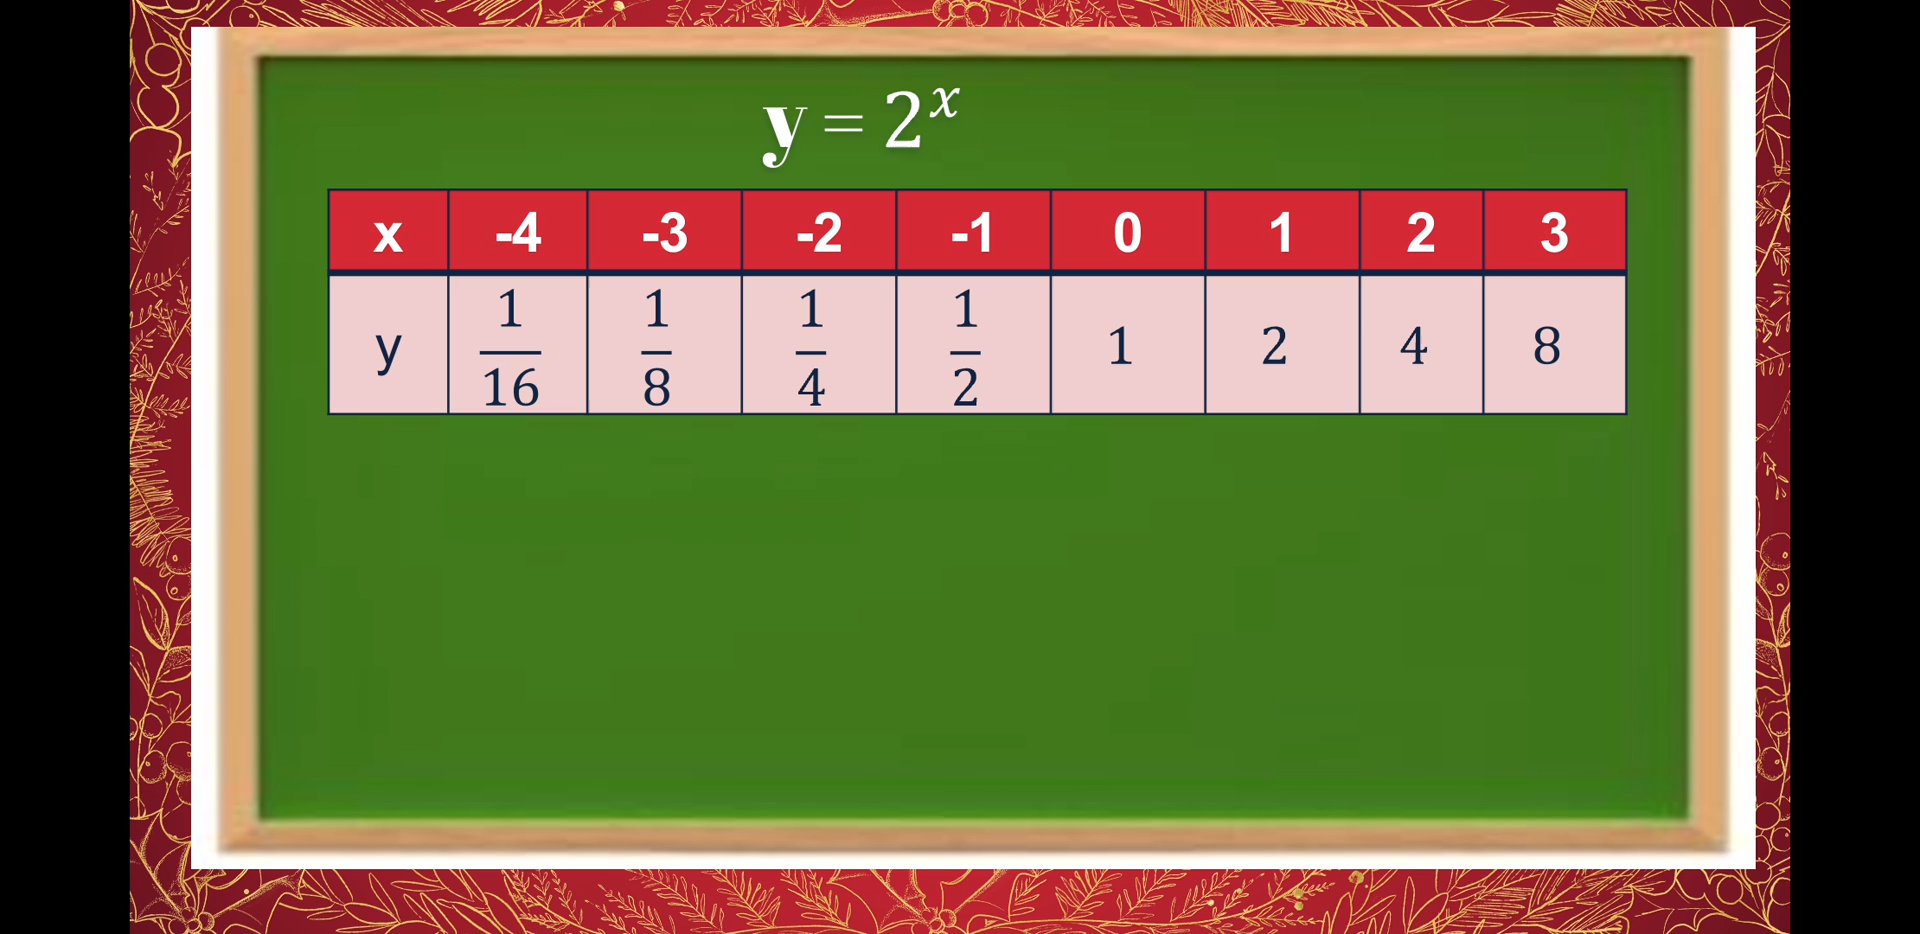 y = 2^x
x -4 -3 -2 -1 0 1 2 3
y 1/16 1/8 1/4 1/2 1 2 4 8